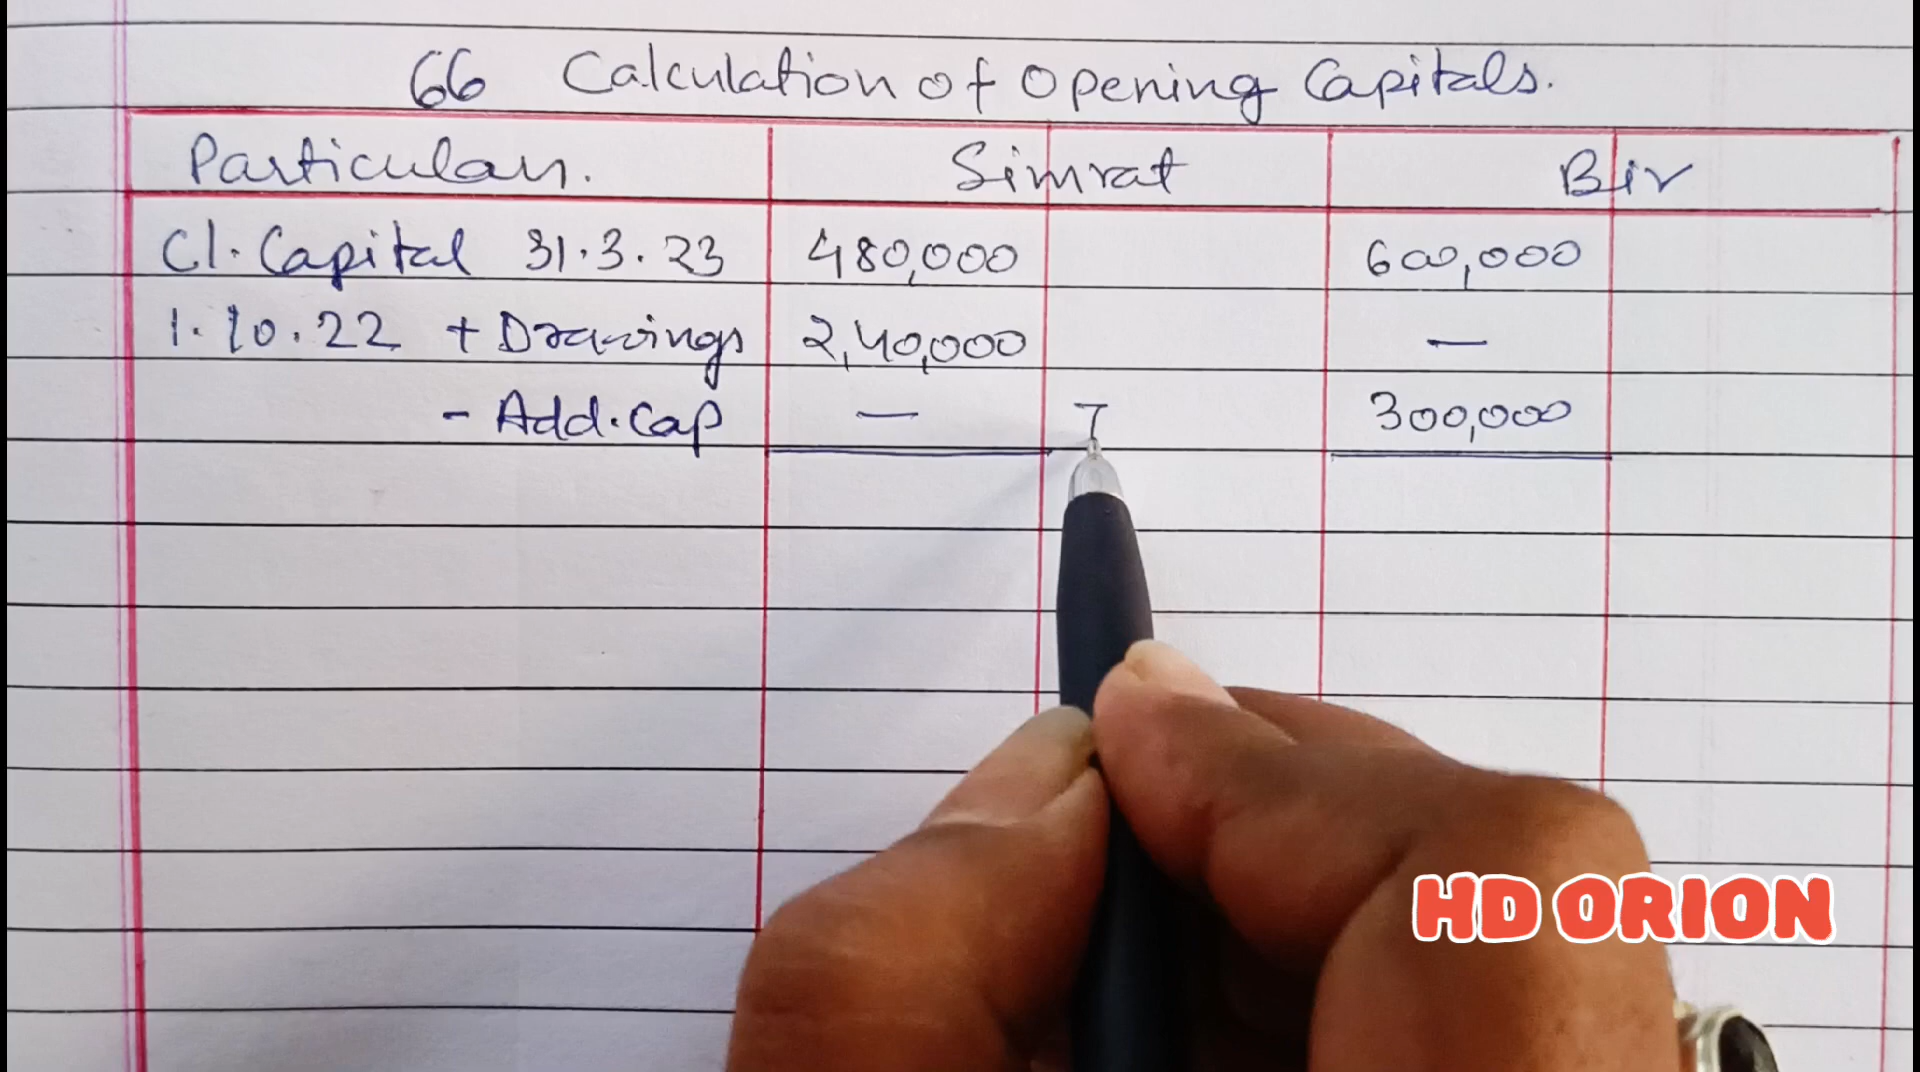 66 Calculation of Opening Capitals.
Particulars. Simrat Bir
Cl. Capital 31.3.23 480,000 600,000
1.10.22 + Drawings 2,40,000 —
- Add. Cap — 7 300,000
HD ORION